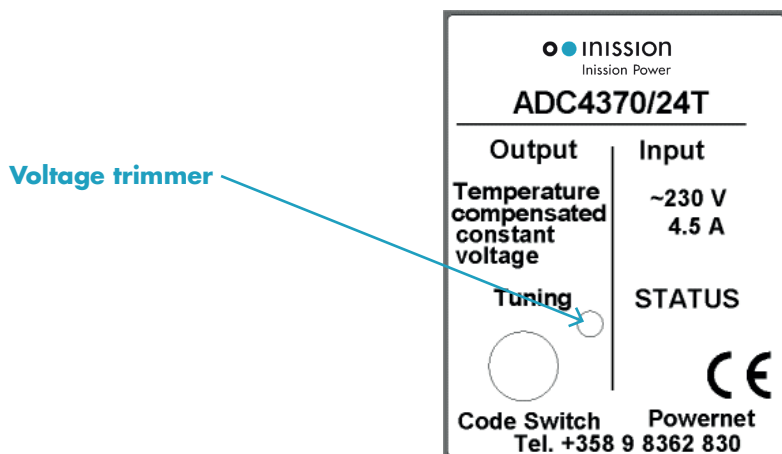 inission
Inission Power
ADC4370/24T
Output
Input
Voltage trimmer
Temperature
compensated
constant
voltage
~230 V
4.5 A
Tuning
STATUS
CE
Code Switch
Powernet
Tel. +358 9 8362 830